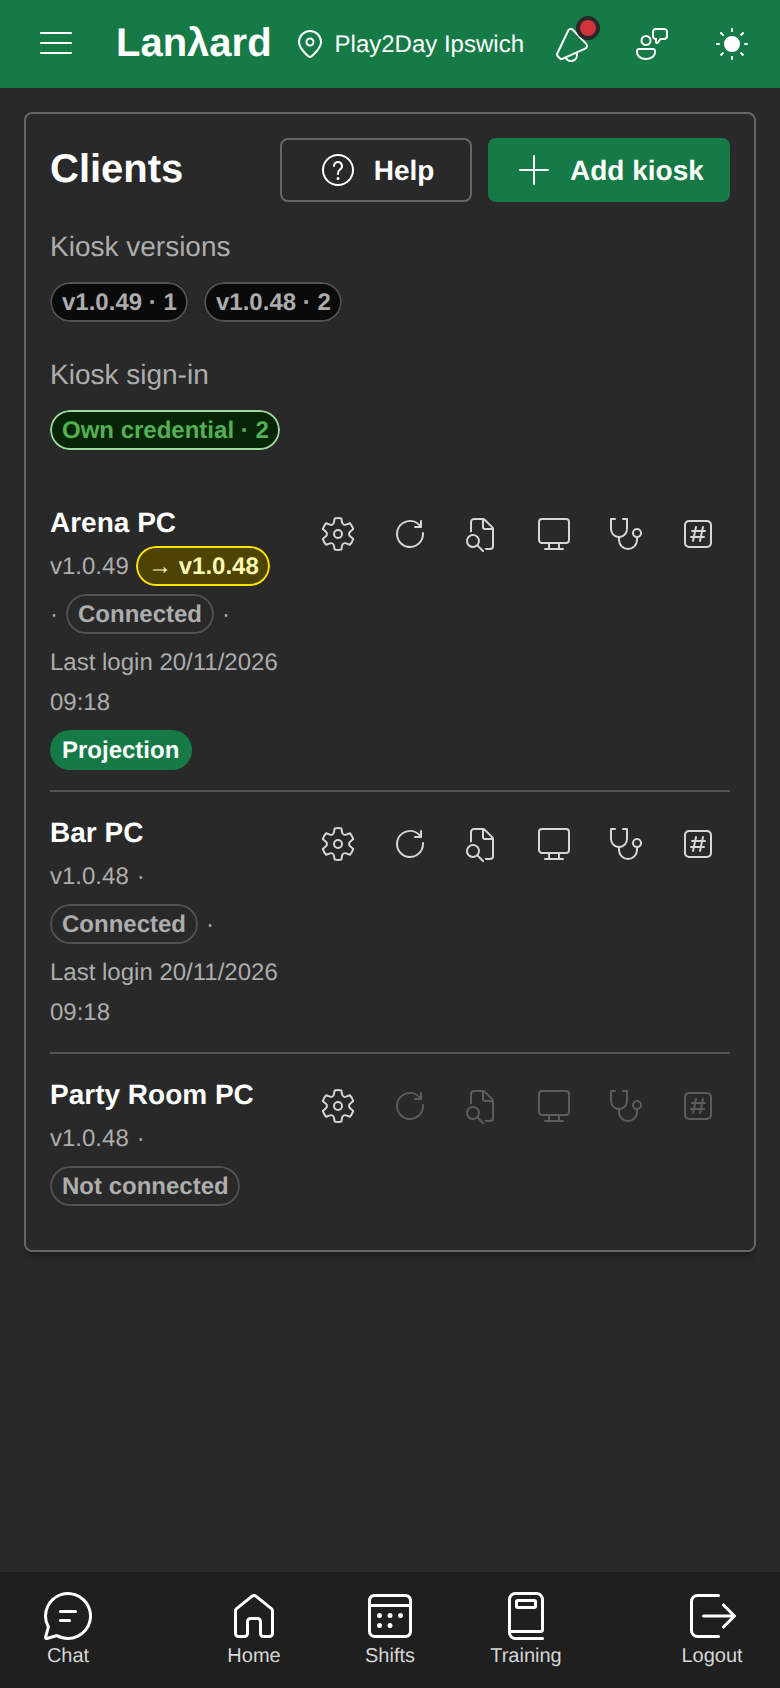 Lanλard Play2Day Ipswich
Clients Help Add kiosk
Kiosk versions
v1.0.49 · 1 v1.0.48 · 2
Kiosk sign-in
Own credential · 2
Arena PC
v1.0.49 → v1.0.48
· Connected ·
Last login 20/11/2026
09:18
Projection
Bar PC
v1.0.48 ·
Connected ·
Last login 20/11/2026
09:18
Party Room PC
v1.0.48 ·
Not connected
Chat Home Shifts Training Logout